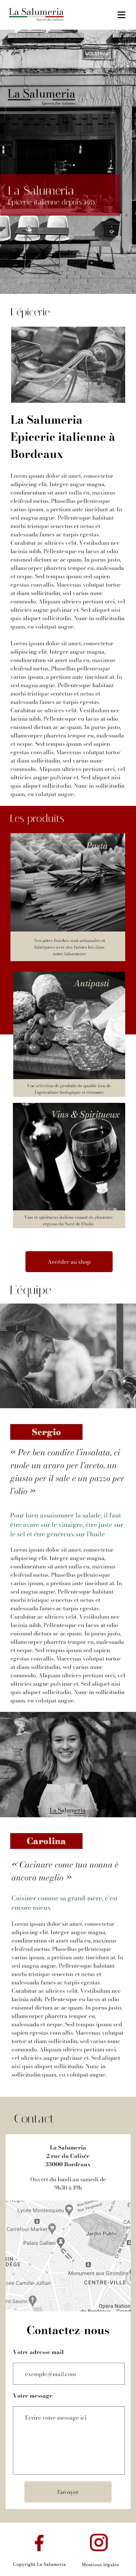 La Salumeria
Epicerie fine italienne
La Salumeria
Epicerie fine italienne
La Salumeria
Epicerie italienne depuis 2015
L'épicerie
La Salumeria -
Epicerie italienne à
Bordeaux
Lorem ipsum dolor sit amet, consectetur
adipiscing elit. Integer augue magna,
condimentum sit amet nulla eu, maximus
eleifend metus. Phasellus pellentesque
varius ipsum, a pretium ante tincidunt at. In
sed magna augue. Pellentesque habitant
morbi tristique senectus et netus et
malesuada fames ac turpis egestas.
Curabitur ac ultrices velit. Vestibulum nec
lacinia nibh. Pellentesque eu lacus at odio
euismod dictum ac ac quam. In purus justo,
ullamcorper pharetra tempor eu, malesuada
et neque. Sed tempus ipsum sed sapien
egestas convallis. Maecenas volutpat tortor
ut diam sollicitudin, sed varius nunc
commodo. Aliquam ultrices pretium orci, vel
ultricies augue pulvinar et. Sed aliquet nisi
quis aliquet sollicitudin. Nunc in sollicitudin
quam, eu volutpat augue.
Lorem ipsum dolor sit amet, consectetur
adipiscing elit. Integer augue magna,
condimentum sit amet nulla eu, maximus
eleifend metus. Phasellus pellentesque
varius ipsum, a pretium ante tincidunt at. In
sed magna augue. Pellentesque habitant
morbi tristique senectus et netus et
malesuada fames ac turpis egestas.
Curabitur ac ultrices velit. Vestibulum nec
lacinia nibh. Pellentesque eu lacus at odio
euismod dictum ac ac quam. In purus justo,
ullamcorper pharetra tempor eu, malesuada
et neque. Sed tempus ipsum sed sapien
egestas convallis. Maecenas volutpat tortor
ut diam sollicitudin, sed varius nunc
commodo. Aliquam ultrices pretium orci, vel
ultricies augue pulvinar et. Sed aliquet nisi
quis aliquet sollicitudin. Nunc in sollicitudin
quam, eu volutpat augue.
Les produits
Pasta
Nos pâtes fraîches sont artisanales et
fabriquées avec des farines bio dans
notre laboratoire
Antipasti
Une sélection de produits de qualité issu de
l'agriculture biologique et raisonnée
Vins & Spiritueux
Vins et spiritueux italiens venant de plusieurs
régions du Nord de l'Italie
Accéder au shop
L'équipe
Sergio
« Per ben condire l'insalata, ci
vuole un avaro per l'aceto, un
giusto per il sale e un pazzo per
l'olio »
Pour bien assaisonner la salade, il faut
être avare sur le vinaigre, être juste sur
le sel et être généreux sur l'huile
Lorem ipsum dolor sit amet, consectetur
adipiscing elit. Integer augue magna,
condimentum sit amet nulla eu, maximus
eleifend metus. Phasellus pellentesque
varius ipsum, a pretium ante tincidunt at. In
sed magna augue. Pellentesque habitant
morbi tristique senectus et netus et
malesuada fames ac turpis egestas.
Curabitur ac ultrices velit. Vestibulum nec
lacinia nibh. Pellentesque eu lacus at odio
euismod dictum ac ac quam. In purus justo,
ullamcorper pharetra tempor eu, malesuada
et neque. Sed tempus ipsum sed sapien
egestas convallis. Maecenas volutpat tortor
ut diam sollicitudin, sed varius nunc
commodo. Aliquam ultrices pretium orci, vel
ultricies augue pulvinar et. Sed aliquet nisi
quis aliquet sollicitudin. Nunc in sollicitudin
quam, eu volutpat augue.
La Salumeria
Carolina
« Cucinare come tua nonna è
ancora meglio »
Cuisiner comme sa grand-mère, c'est
encore mieux
Lorem ipsum dolor sit amet, consectetur
adipiscing elit. Integer augue magna,
condimentum sit amet nulla eu, maximus
eleifend metus. Phasellus pellentesque
varius ipsum, a pretium ante tincidunt at. In
sed magna augue. Pellentesque habitant
morbi tristique senectus et netus et
malesuada fames ac turpis egestas.
Curabitur ac ultrices velit. Vestibulum nec
lacinia nibh. Pellentesque eu lacus at odio
euismod dictum ac ac quam. In purus justo,
ullamcorper pharetra tempor eu,
malesuada et neque. Sed tempus ipsum sed
sapien egestas convallis. Maecenas volutpat
tortor ut diam sollicitudin, sed varius nunc
commodo. Aliquam ultrices pretium orci,
vel ultricies augue pulvinar et. Sed aliquet
nisi quis aliquet sollicitudin. Nunc in
sollicitudin quam, eu volutpat augue.
Contact
La Salumeria
2 rue du Colisée
33000 Bordeaux
Ouvert du lundi au samedi de
9h30 à 19h
Lycée Montesquieu
Carrefour Market
Jardin Public
Palais Gallien
Monument aux Girondins
CENTRE-VILLE
rce Camille Jullian
Opéra Nation
Contactez-nous
Votre adresse mail
exemple@mail.com
Votre message
Ecrire votre message ici
Envoyer
Copyright La Salumeria
Mentions légales